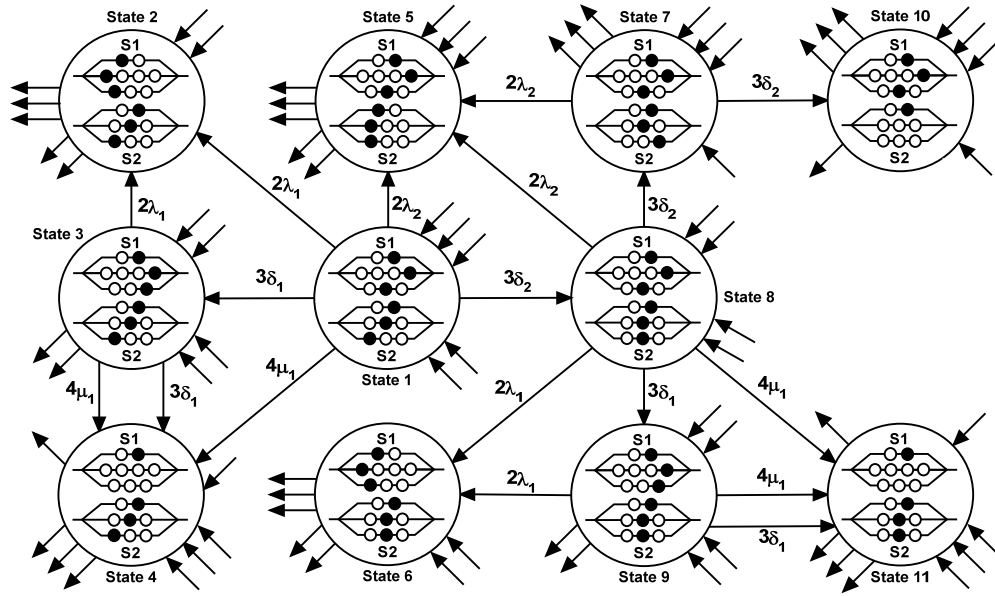 State 2
State 5
State 7
State 10
S1
S1
S1
S1
2λ₂
3δ₂
S2
S2
S2
S2
2λ₁
2λ₁
2λ₂
2λ₂
3δ₂
State 3
S1
S1
S1
3δ₁
3δ₂
State 8
S2
S2
S2
State 1
4μ₁
3δ₁
4μ₁
2λ₁
3δ₁
4μ₁
S1
S1
S1
S1
2λ₁
4μ₁
3δ₁
S2
S2
S2
S2
State 4
State 6
State 9
State 11